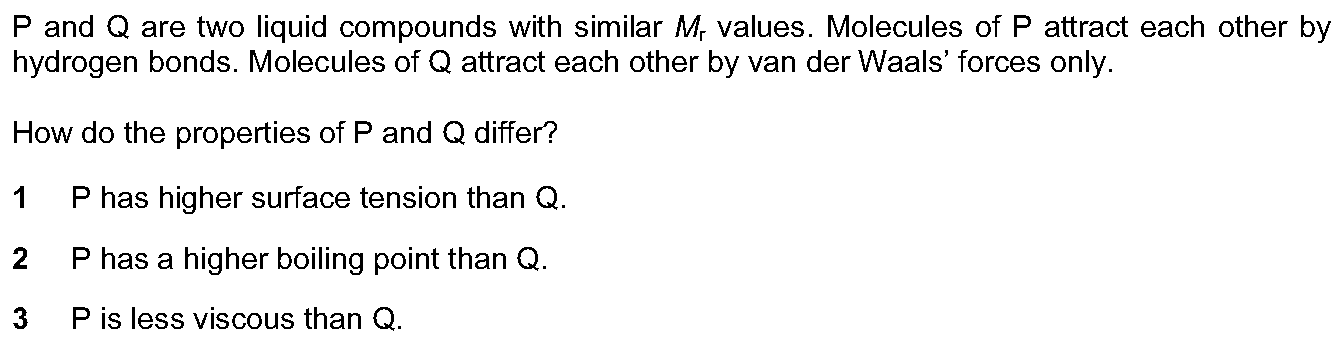 P and Q are two liquid compounds with similar Mr values. Molecules of P attract each other by
hydrogen bonds. Molecules of Q attract each other by van der Waals’ forces only.
How do the properties of P and Q differ?
1 P has higher surface tension than Q.
2 P has a higher boiling point than Q.
3 P is less viscous than Q.